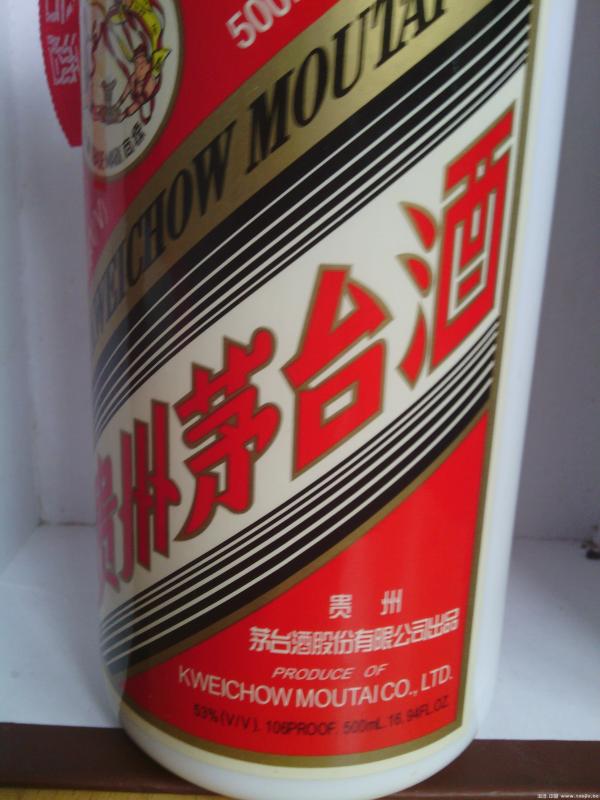 500
KWEICHOW MOUTAI
贵州茅台酒
贵州
茅台酒股份有限公司出品
PRODUCE OF
KWEICHOW MOUTAI CO., LTD.
53%(V/V). 106PROOF. 500mL. 16.94FL.OZ.